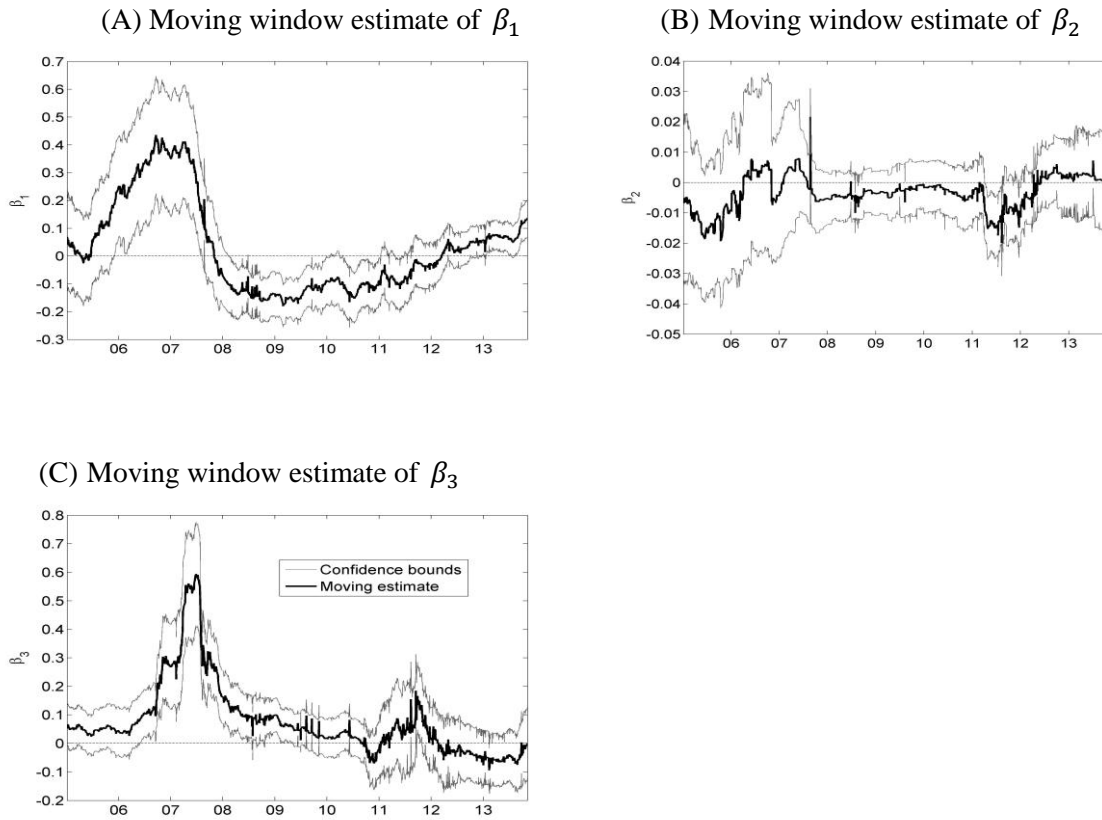 (A) Moving window estimate of β₁
(B) Moving window estimate of β₂
0.7
0.6
0.5
0.4
0.3
0.2
0.1
0
-0.1
-0.2
-0.3
β₁
06 07 08 09 10 11 12 13
0.04
0.03
0.02
0.01
0
-0.01
-0.02
-0.03
-0.04
-0.05
β₂
06 07 08 09 10 11 12 13
(C) Moving window estimate of β₃
0.8
0.7
0.6
0.5
0.4
0.3
0.2
0.1
0
-0.1
-0.2
β₃
Confidence bounds
Moving estimate
06 07 08 09 10 11 12 13